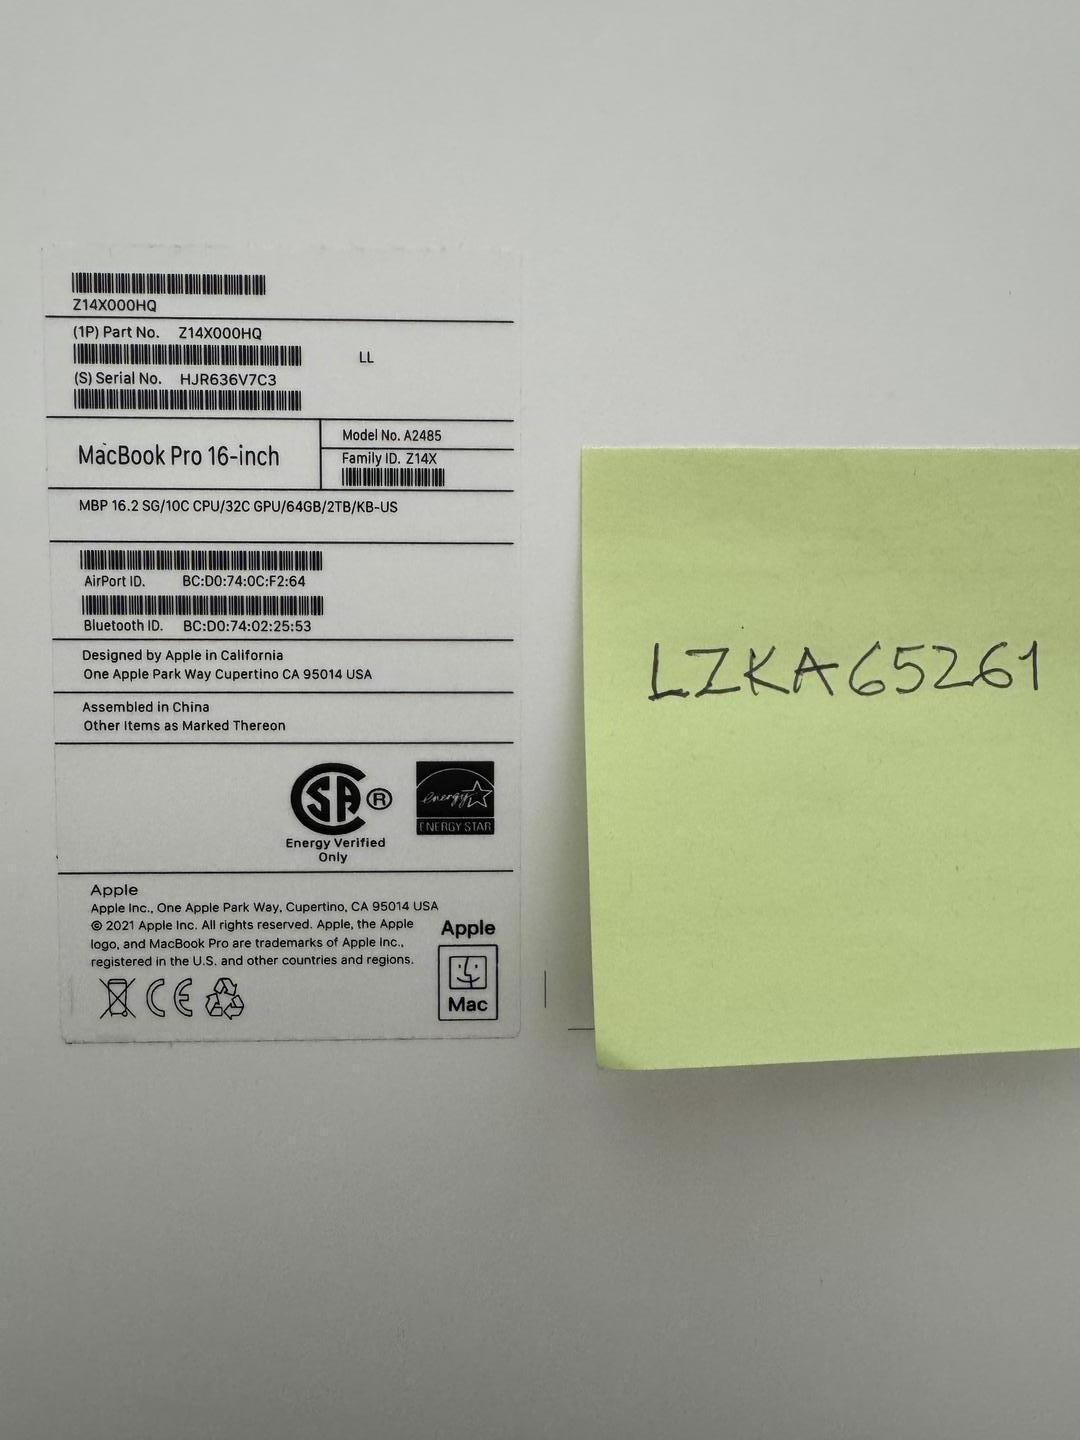 Z14X000HQ
(1P) Part No. Z14X000HQ
LL
(S) Serial No. HJR636V7C3
MacBook Pro 16-inch
Model No. A2485
Family ID. Z14X
MBP 16.2 SG/10C CPU/32C GPU/64GB/2TB/KB-US
AirPort ID. BC:D0:74:0C:F2:64
Bluetooth ID. BC:D0:74:02:25:53
Designed by Apple in California
One Apple Park Way Cupertino CA 95014 USA
Assembled in China
Other Items as Marked Thereon
CSA ®
Energy Verified
Only
energy
ENERGY STAR
Apple
Apple Inc., One Apple Park Way, Cupertino, CA 95014 USA
© 2021 Apple Inc. All rights reserved. Apple, the Apple
logo, and MacBook Pro are trademarks of Apple Inc.,
registered in the U.S. and other countries and regions.
CE
Apple
Mac
LZKA65261